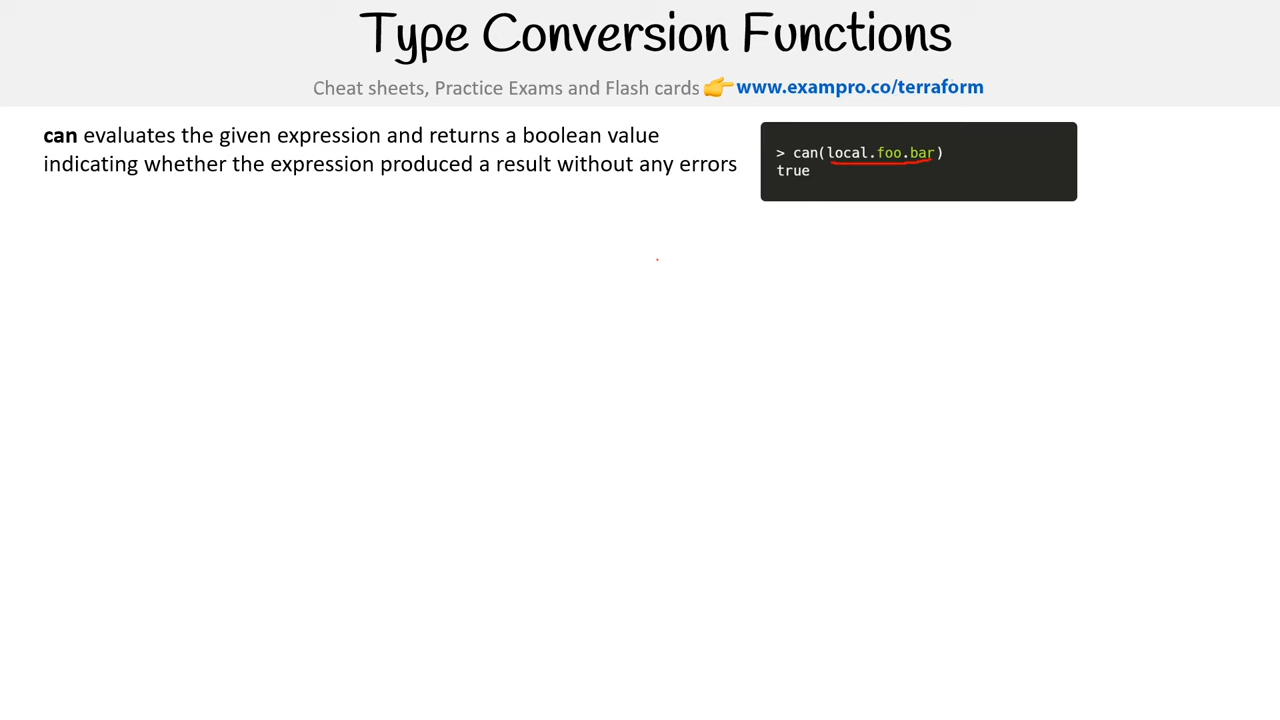 Type Conversion Functions
Cheat sheets, Practice Exams and Flash cards 👉 www.exampro.co/terraform
can evaluates the given expression and returns a boolean value
indicating whether the expression produced a result without any errors
> can(local.foo.bar)
true